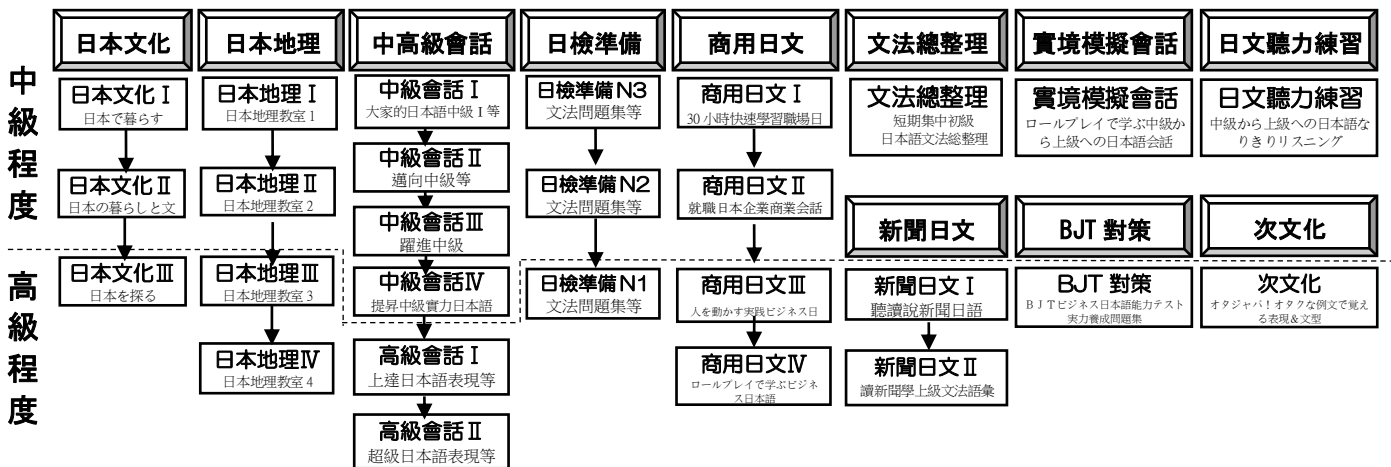 日本文化
日本地理
中高級會話
日檢準備
商用日文
文法總整理
實境模擬會話
日文聽力練習
中級程度
日本文化Ⅰ
日本で暮らす
日本地理Ⅰ
日本地理教室1
中級會話Ⅰ
大家的日本語中級Ⅰ等
日檢準備N3
文法問題集等
商用日文Ⅰ
30小時快速學習職場日
文法總整理
短期集中初級
日本語文法総整理
實境模擬會話
ロールプレイで学ぶ中級か
ら上級への日本語会話
日文聽力練習
中級から上級への日本語な
りきりリスニング
日本文化Ⅱ
日本の暮らしと文
日本地理Ⅱ
日本地理教室2
中級會話Ⅱ
邁向中級等
日檢準備N2
文法問題集等
商用日文Ⅱ
就職日本企業商業会話
中級會話Ⅲ
躍進中級
新聞日文
BJT 對策
次文化
高級程度
日本文化Ⅲ
日本を探る
日本地理Ⅲ
日本地理教室3
中級會話Ⅳ
提昇中級實力日本語
日檢準備N1
文法問題集等
商用日文Ⅲ
人を動かす実践ビジネス日
新聞日文Ⅰ
聽讀說新聞日語
BJT 對策
BJTビジネス日本語能力テスト
実力養成問題集
次文化
オタジャパ！オタクな例文で覚え
る表現＆文型
日本地理Ⅳ
日本地理教室4
高級會話Ⅰ
上達日本語表現等
商用日文Ⅳ
ロールプレイで学ぶビジネ
ス日本語
新聞日文Ⅱ
讀新聞學上級文法語彙
高級會話Ⅱ
超級日本語表現等